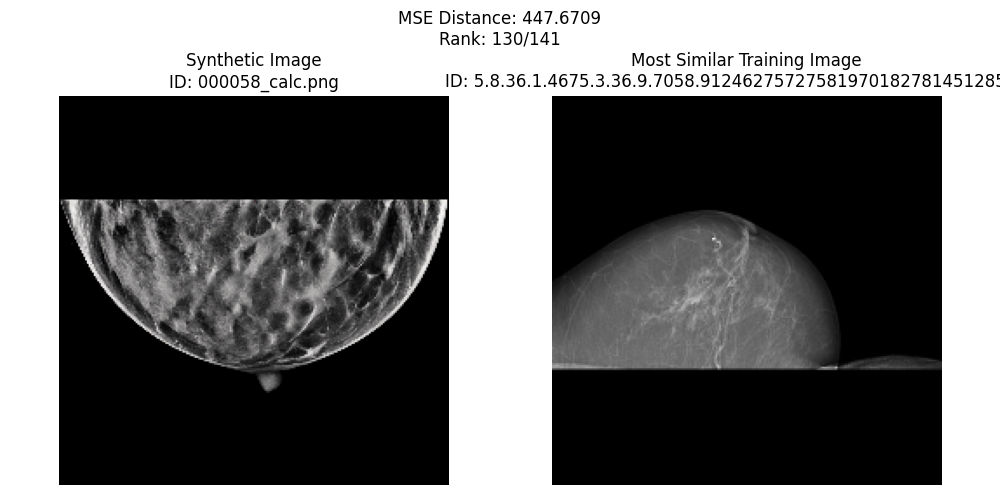 MSE Distance: 447.6709
Rank: 130/141
Synthetic Image
ID: 000058_calc.png
Most Similar Training Image
ID: 5.8.36.1.4675.3.36.9.7058.91246275727581970182781451285